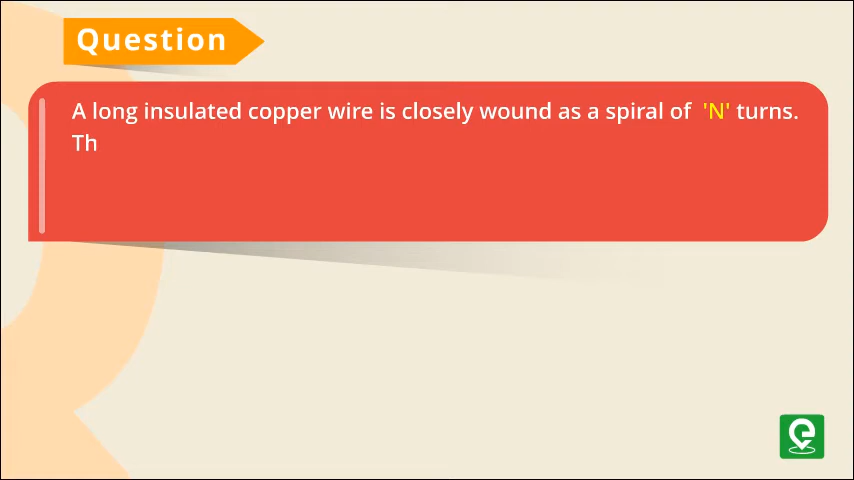 Question
A long insulated copper wire is closely wound as a spiral of 'N' turns.
Th